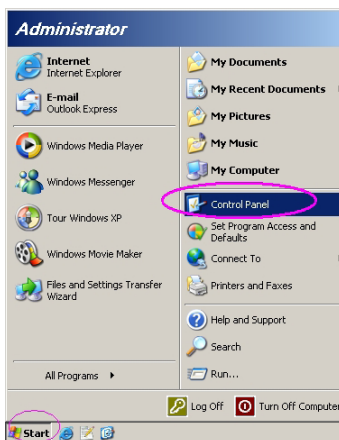 Administrator
Internet
Internet Explorer
E-mail
Outlook Express
Windows Media Player
Windows Messenger
Tour Windows XP
Windows Movie Maker
Files and Settings Transfer
Wizard
All Programs
My Documents
My Recent Documents
My Pictures
My Music
My Computer
Control Panel
Set Program Access and
Defaults
Connect To
Printers and Faxes
Help and Support
Search
Run...
Log Off
Turn Off Computer
Start